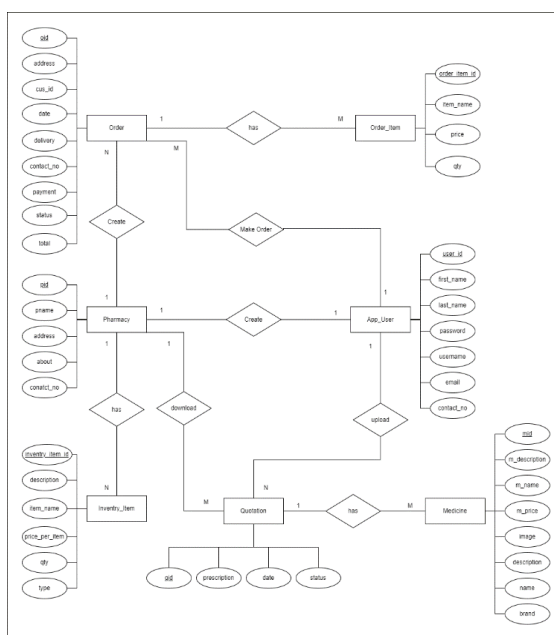 oid
address
cus_id
date
delivery
contact_no
payment
status
total
Order
1
has
M
Order_Item
order_item_id
item_name
price
qty
N
M
Create
Make Order
1
1
pid
pname
address
about
conatct_no
Pharmacy
1
Create
1
App_User
user_id
first_name
last_name
password
username
email
contact_no
1
1
1
has
download
upload
inventry_item_id
description
item_name
price_per_item
qty
type
N
Inventry_Item
M
N
Quotation
1
has
M
Medicine
qid
prescription
date
status
mid
m_description
m_name
m_price
image
description
name
brand